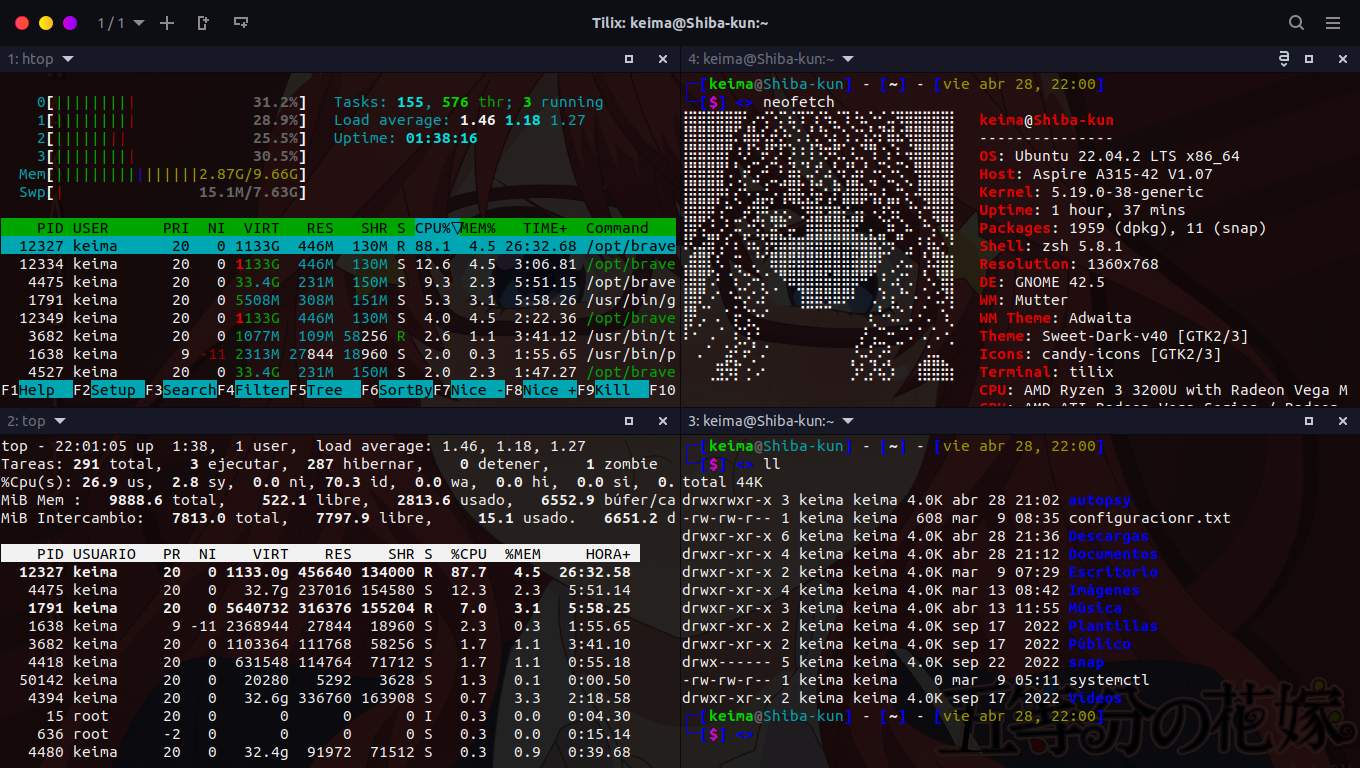 1 / 1
Tilix: keima@Shiba-kun:~
1: htop
0[||||||||| 31.2%]
1[||||||||| 28.9%]
2[|||||||| 25.5%]
3[||||||||| 30.5%]
Mem[||||||||||||||||2.87G/9.66G]
Swp[| 15.1M/7.63G]
Tasks: 155, 576 thr; 3 running
Load average: 1.46 1.18 1.27
Uptime: 01:38:16
PID USER PRI NI VIRT RES SHR S CPU%▽MEM% TIME+ Command
12327 keima 20 0 1133G 446M 130M R 88.1 4.5 26:32.68 /opt/brave
12334 keima 20 0 1133G 446M 130M S 12.6 4.5 3:06.81 /opt/brave
4475 keima 20 0 33.4G 231M 150M S 9.3 2.3 5:51.15 /opt/brave
1791 keima 20 0 5508M 308M 151M S 5.3 3.1 5:58.26 /usr/bin/g
12349 keima 20 0 1133G 446M 130M S 4.0 4.5 2:22.36 /opt/brave
3682 keima 20 0 1077M 109M 58256 R 2.6 1.1 3:41.12 /usr/bin/t
1638 keima 9 -11 2313M 27844 18960 S 2.0 0.3 1:55.65 /usr/bin/p
4527 keima 20 0 33.4G 231M 150M S 2.0 2.3 1:47.27 /opt/brave
F1Help F2Setup F3SearchF4FilterF5Tree F6SortByF7Nice -F8Nice +F9Kill F10
4: keima@Shiba-kun:~
[keima@Shiba-kun] - [~] - [vie abr 28, 22:00]
[$] <> neofetch
keima@Shiba-kun
---------------
OS: Ubuntu 22.04.2 LTS x86_64
Host: Aspire A315-42 V1.07
Kernel: 5.19.0-38-generic
Uptime: 1 hour, 37 mins
Packages: 1959 (dpkg), 11 (snap)
Shell: zsh 5.8.1
Resolution: 1360x768
DE: GNOME 42.5
WM: Mutter
WM Theme: Adwaita
Theme: Sweet-Dark-v40 [GTK2/3]
Icons: candy-icons [GTK2/3]
Terminal: tilix
CPU: AMD Ryzen 3 3200U with Radeon Vega M
GPU: AMD ATI Radeon Vega Series / Radeon
2: top
top - 22:01:05 up 1:38, 1 user, load average: 1.46, 1.18, 1.27
Tareas: 291 total, 3 ejecutar, 287 hibernar, 0 detener, 1 zombie
%Cpu(s): 26.9 us, 2.8 sy, 0.0 ni, 70.3 id, 0.0 wa, 0.0 hi, 0.0 si, 0.
MiB Mem : 9888.6 total, 522.1 libre, 2813.6 usado, 6552.9 búfer/ca
MiB Intercambio: 7813.0 total, 7797.9 libre, 15.1 usado. 6651.2 d
PID USUARIO PR NI VIRT RES SHR S %CPU %MEM HORA+
12327 keima 20 0 1133.0g 456640 134000 R 87.7 4.5 26:32.58
4475 keima 20 0 32.7g 237016 154580 S 12.3 2.3 5:51.14
1791 keima 20 0 5640732 316376 155204 R 7.0 3.1 5:58.25
1638 keima 9 -11 2368944 27844 18960 S 2.3 0.3 1:55.65
3682 keima 20 0 1103364 111768 58256 S 1.7 1.1 3:41.10
4418 keima 20 0 631548 114764 71712 S 1.7 1.1 0:55.18
50142 keima 20 0 20280 5292 3628 S 1.3 0.1 0:00.50
4394 keima 20 0 32.6g 336760 163908 S 0.7 3.3 2:18.58
15 root 20 0 0 0 0 I 0.3 0.0 0:04.30
636 root -2 0 0 0 0 S 0.3 0.0 0:15.14
4480 keima 20 0 32.4g 91972 71512 S 0.3 0.9 0:39.68
3: keima@Shiba-kun:~
[keima@Shiba-kun] - [~] - [vie abr 28, 22:00]
[$] <> ll
total 44K
drwxrwxr-x 3 keima keima 4.0K abr 28 21:02 autopsy
-rw-rw-r-- 1 keima keima 608 mar 9 08:35 configuracionr.txt
drwxr-xr-x 6 keima keima 4.0K abr 28 21:36 Descargas
drwxr-xr-x 4 keima keima 4.0K abr 28 21:12 Documentos
drwxr-xr-x 2 keima keima 4.0K mar 9 07:29 Escritorio
drwxr-xr-x 4 keima keima 4.0K mar 13 08:42 Imágenes
drwxr-xr-x 3 keima keima 4.0K abr 13 11:55 Música
drwxr-xr-x 2 keima keima 4.0K sep 17 2022 Plantillas
drwxr-xr-x 2 keima keima 4.0K sep 17 2022 Público
drwx------ 5 keima keima 4.0K sep 22 2022 snap
-rw-rw-r-- 1 keima keima 0 mar 9 05:11 systemctl
drwxr-xr-x 2 keima keima 4.0K sep 17 2022 Vídeos
[keima@Shiba-kun] - [~] - [vie abr 28, 22:00]
[$] <>
五等分の花嫁